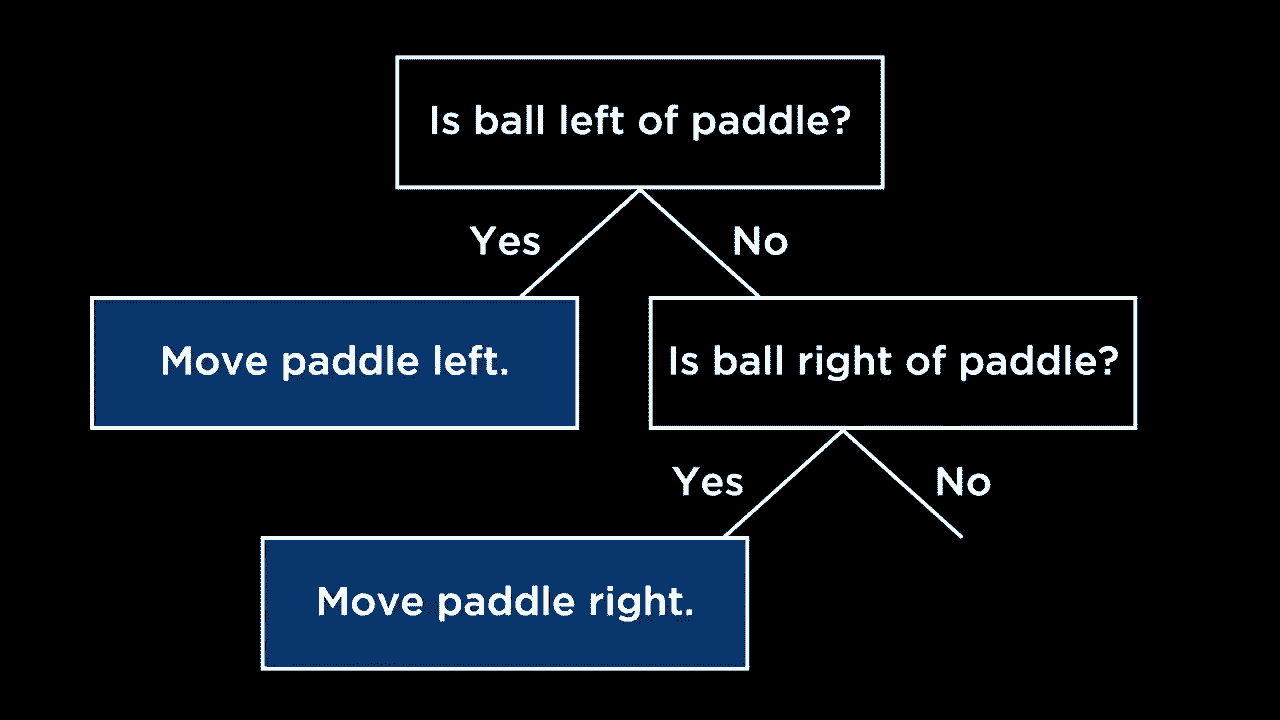 Is ball left of paddle?
Yes
No
Move paddle left.
Is ball right of paddle?
Yes
No
Move paddle right.